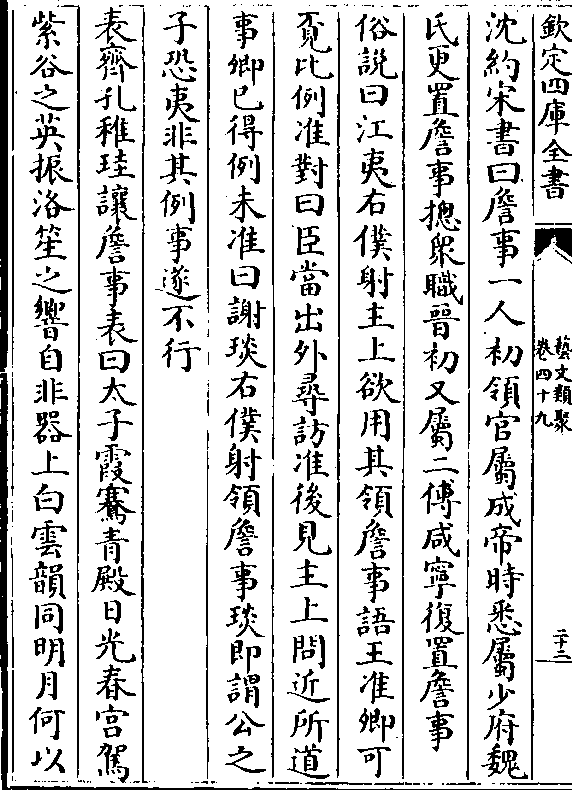 欽定四庫全書
藝文類聚
卷四十九
二十三
沈約宋書曰詹事一人初領官屬成帝時悉屬少府魏
氏更置詹事揔衆職晉初又屬二傅咸寧復置詹事
俗說曰江夷右僕射主上欲用其領詹事語王准卿可
覔比例准對曰臣當出外尋訪准後見主上問近所道
事卿已得例未准曰謝琰右僕射領詹事琰即謂公之
子恐夷非其例事遂不行
表齊孔稚珪讓詹事表曰太子霞騫青殿日光春宫駕
紫谷之英振洛笙之響自非器上白雲韻同明月何以